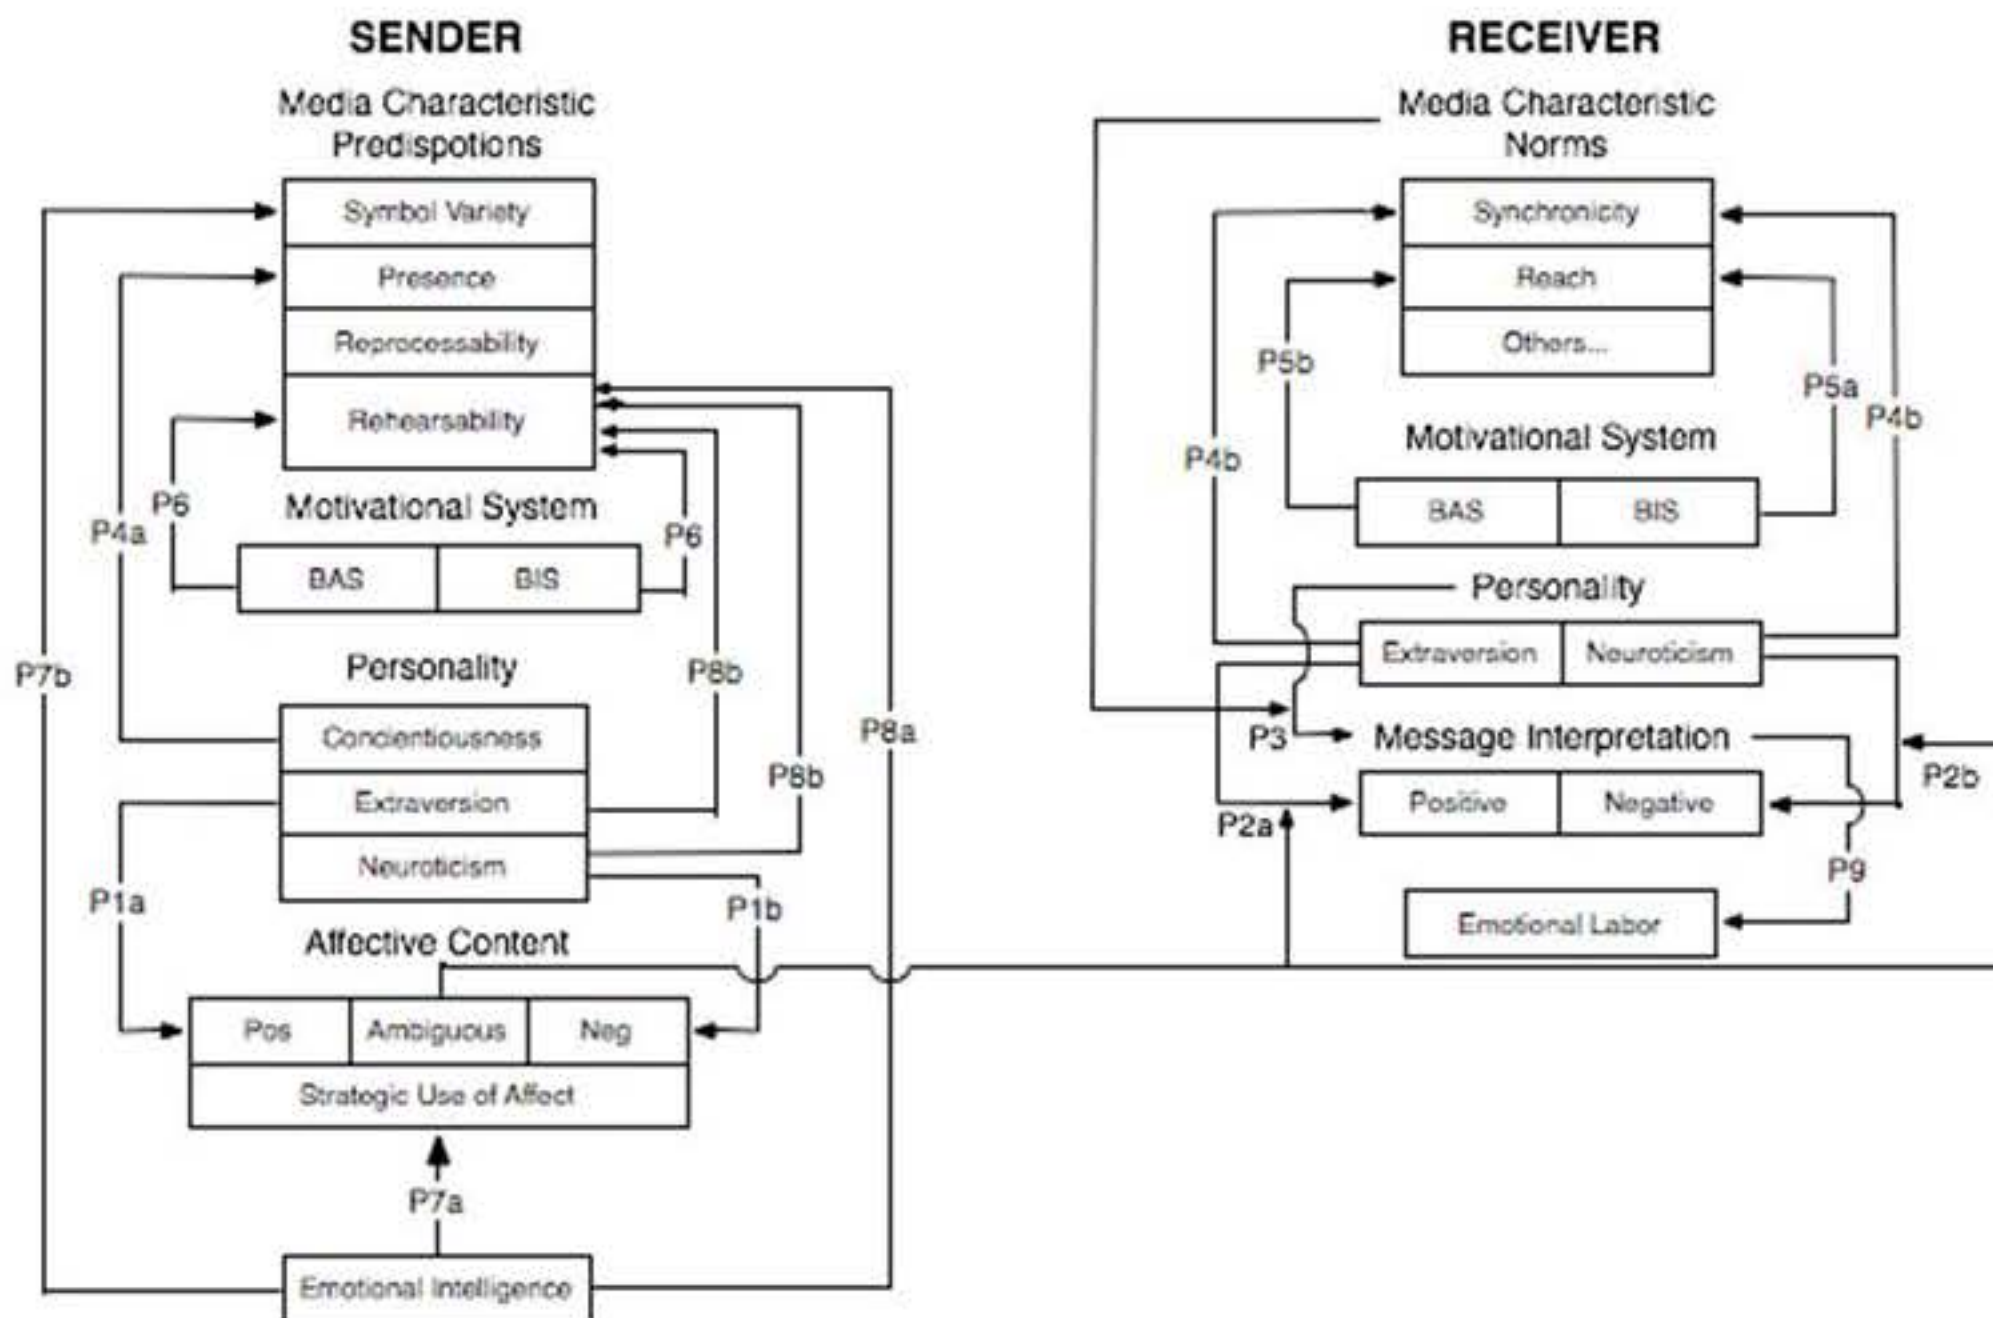 SENDER
Media Characteristic
Predispotions
Symbol Variety
Presence
Reprocessability
Rehearsability
P6
P4a
Motivational System
P6
BAS
BIS
P7b
Personality
P8b
P8a
Concientiousness
P8b
Extraversion
Neuroticism
P1a
P1b
Affective Content
Pos
Ambiguous
Neg
Strategic Use of Affect
P7a
Emotional Intelligence
RECEIVER
Media Characteristic
Norms
Synchronicity
Reach
Others...
P5b
P5a
P4b
P4b
Motivational System
BAS
BIS
Personality
Extraversion
Neuroticism
P3
Message Interpretation
P2b
Positive
Negative
P2a
P9
Emotional Labor